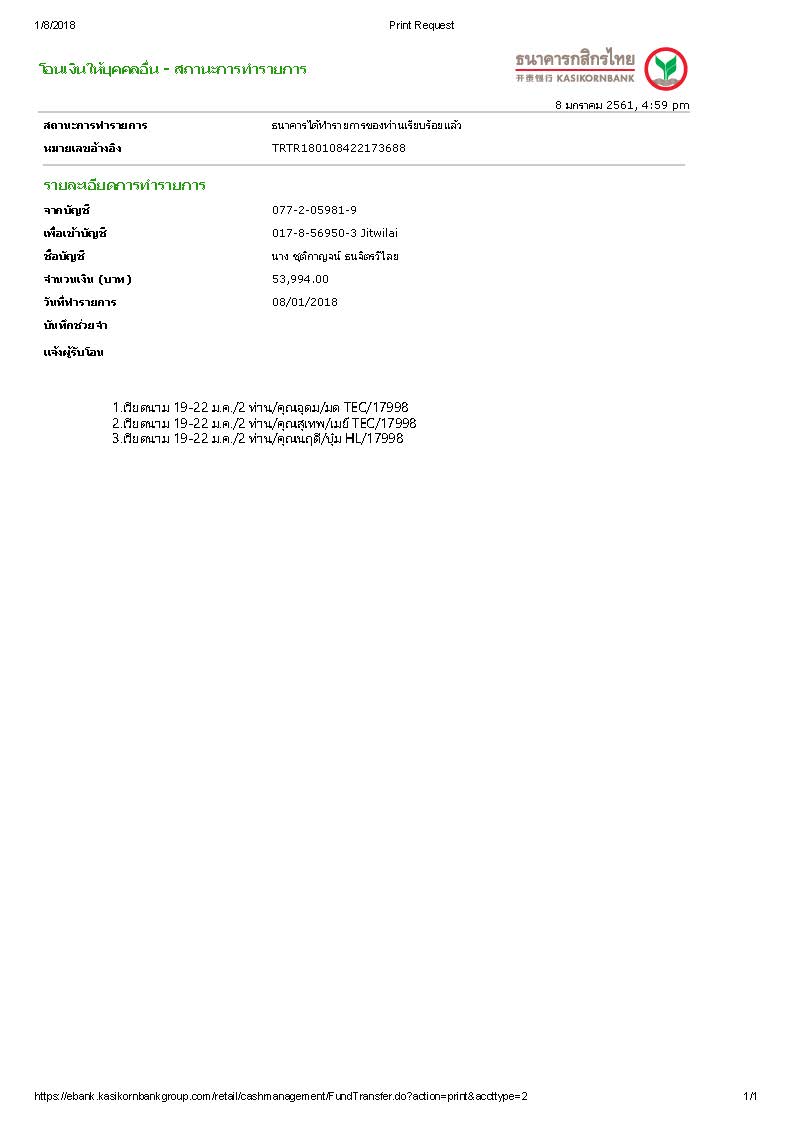 1/8/2018 Print Request
โอนเงินให้บุคคลอื่น - สถานะการทำรายการ
ธนาคารกสิกรไทย
开泰银行 KASIKORNBANK
8 มกราคม 2561, 4:59 pm
สถานะการทำรายการ ธนาคารได้ทำรายการของท่านเรียบร้อยแล้ว
หมายเลขอ้างอิง TRTR180108422173688
รายละเอียดการทำรายการ
จากบัญชี 077-2-05981-9
เพื่อเข้าบัญชี 017-8-56950-3 Jitwilai
ชื่อบัญชี นาง ชุติกาญจน์ ธนจิตรวิไลย
จำนวนเงิน (บาท) 53,994.00
วันที่ทำรายการ 08/01/2018
บันทึกช่วยจำ
แจ้งผู้รับโอน
1.เวียดนาม 19-22 ม.ค./2 ท่าน/คุณอุดม/มด TEC/17998
2.เวียดนาม 19-22 ม.ค./2 ท่าน/คุณสุเทพ/เมย์ TEC/17998
3.เวียดนาม 19-22 ม.ค./2 ท่าน/คุณนฤดี/บุ๋ม HL/17998
https://ebank.kasikornbankgroup.com/retail/cashmanagement/FundTransfer.do?action=print&accttype=2 1/1